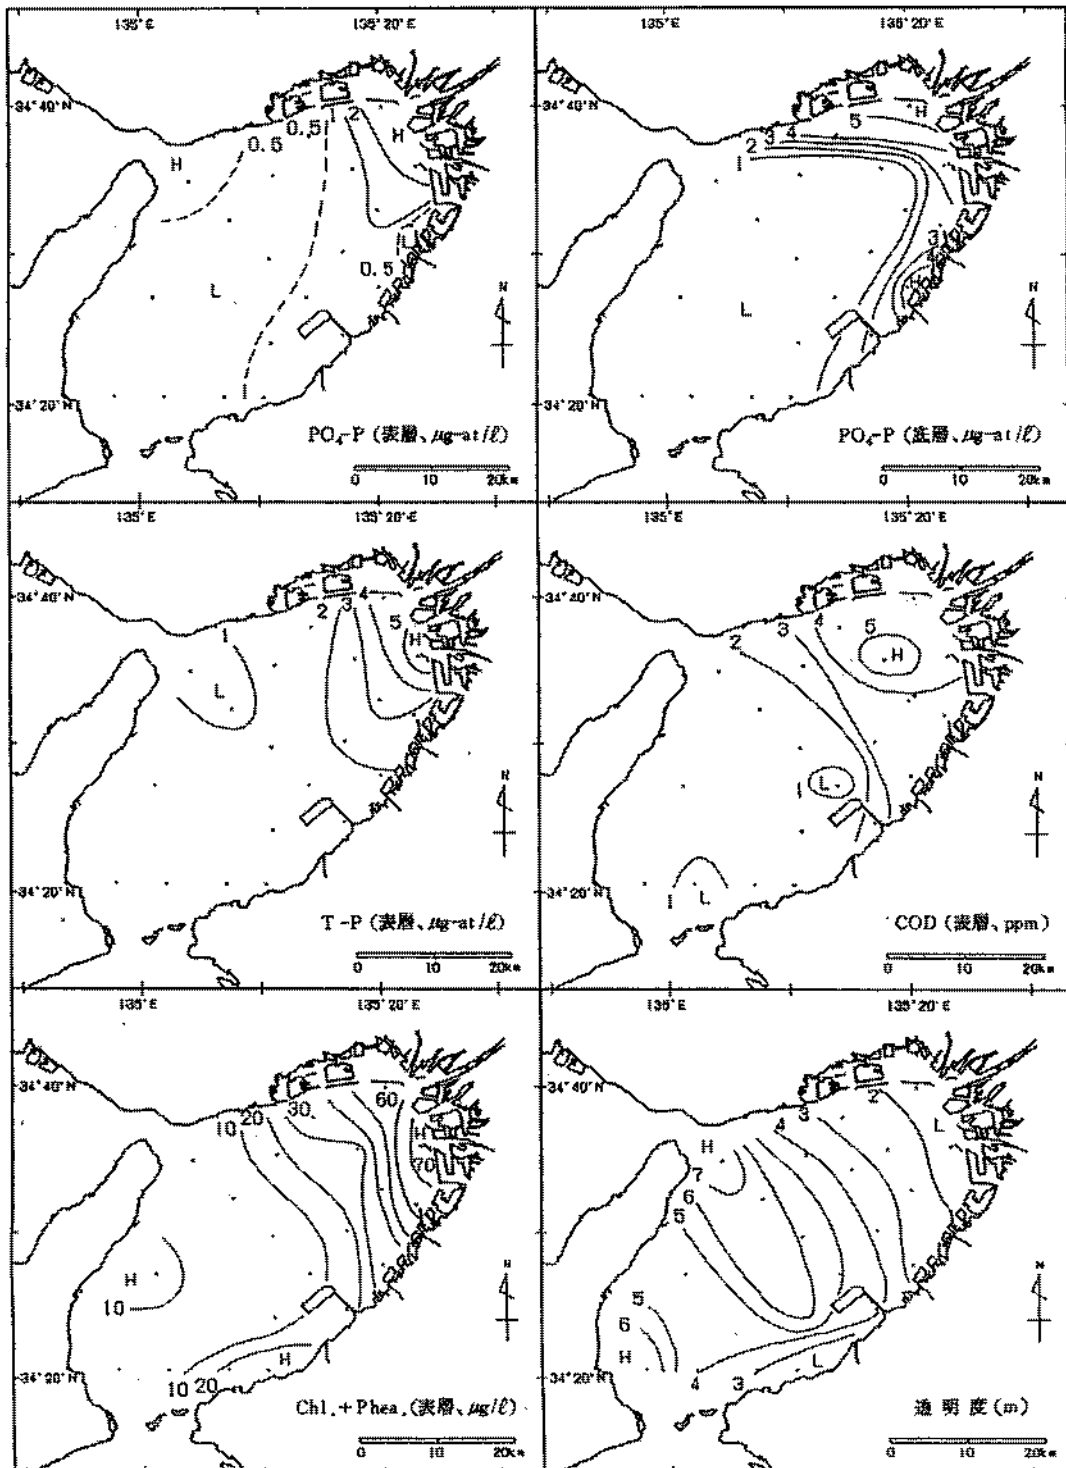 135°E 135°20′E
34°40′N
0.5 0.5 1 2 H
H
0.5
L
L
1
N
34°20′N
PO₄-P (表層、μg-at/ℓ)
0 10 20km
135°E 135°20′E
34°40′N
1 2 3 4 5 H
3
4
H
L
N
34°20′N
PO₄-P (底層、μg-at/ℓ)
0 10 20km
135°E 135°20′E
34°40′N
1 2 3 4 5 H
L
N
34°20′N
T-P (表層、μg-at/ℓ)
0 10 20km
135°E 135°20′E
34°40′N
2 3 4 5
H
1 L
N
34°20′N
1 L
COD (表層、ppm)
0 10 20km
135°E 135°20′E
34°40′N
10 20 30 60
H
70
H
10
N
34°20′N
10 20 H
Chl.+Phea.(表層、μg/ℓ)
0 10 20km
135°E 135°20′E
34°40′N
H 4 3 2 L
7
6
5
5
6
H
N
34°20′N
4 3 L
透明度(m)
0 10 20km